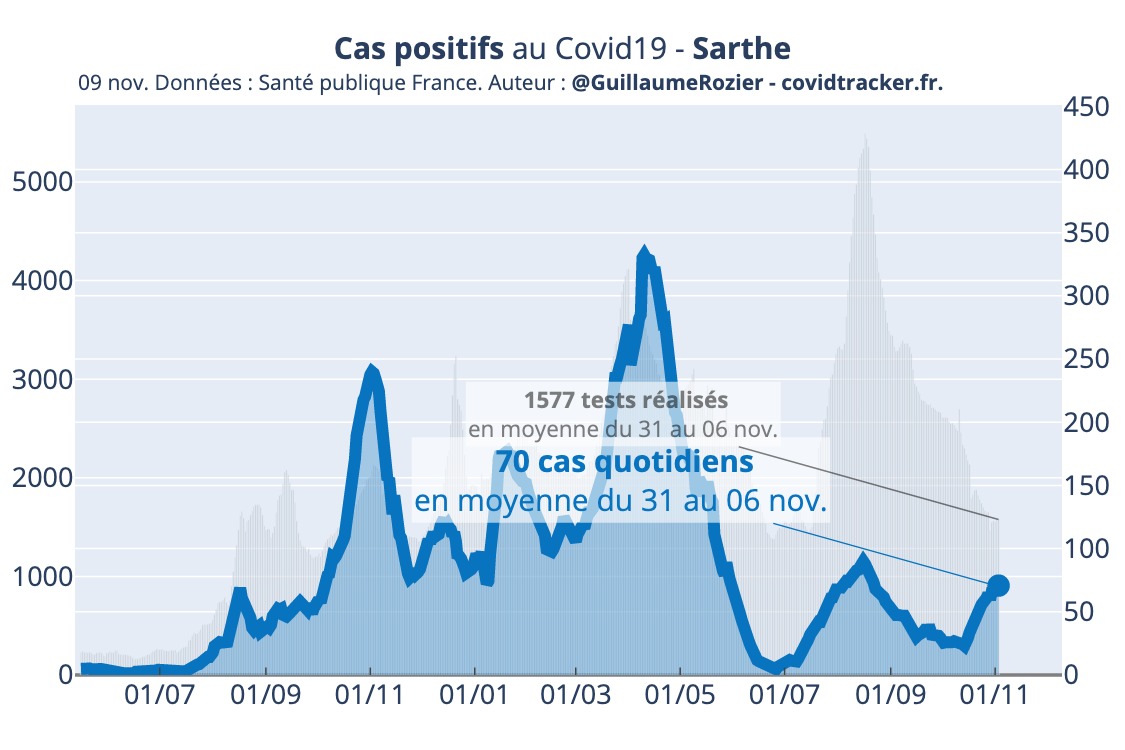 Cas positifs au Covid19 - Sarthe
09 nov. Données : Santé publique France. Auteur : @GuillaumeRozier - covidtracker.fr.
450
400
350
300
250
200
150
100
50
0
5000
4000
3000
2000
1000
0
1577 tests réalisés
en moyenne du 31 au 06 nov.
70 cas quotidiens
en moyenne du 31 au 06 nov.
01/07 01/09 01/11 01/01 01/03 01/05 01/07 01/09 01/11